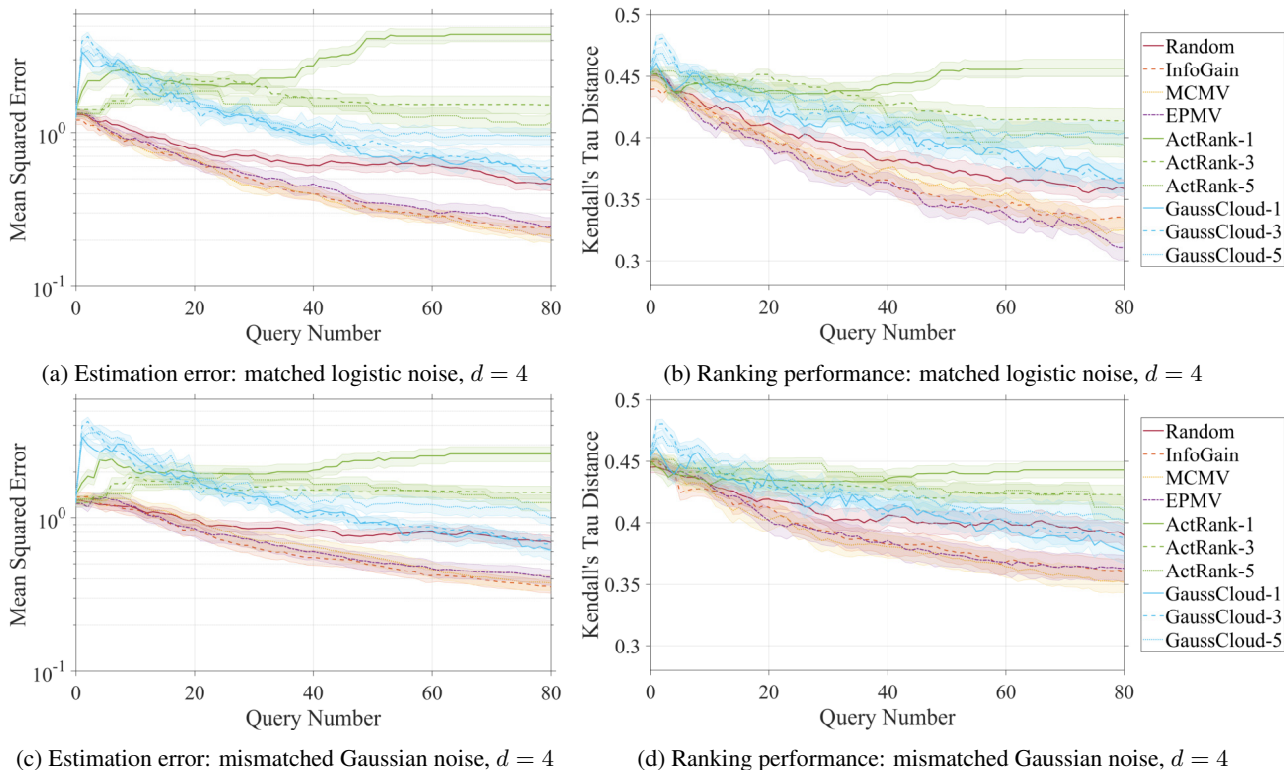 0.5
10⁰
10⁻¹
Mean Squared Error
0 20 40 60 80
Query Number
0.45
0.4
0.35
0.3
Kendall's Tau Distance
0 20 40 60 80
Query Number
Random
InfoGain
MCMV
EPMV
ActRank-1
ActRank-3
ActRank-5
GaussCloud-1
GaussCloud-3
GaussCloud-5
(a) Estimation error: matched logistic noise, d = 4
(b) Ranking performance: matched logistic noise, d = 4
10⁰
10⁻¹
Mean Squared Error
0 20 40 60 80
Query Number
0.5
0.45
0.4
0.35
0.3
Kendall's Tau Distance
0 20 40 60 80
Query Number
Random
InfoGain
MCMV
EPMV
ActRank-1
ActRank-3
ActRank-5
GaussCloud-1
GaussCloud-3
GaussCloud-5
(c) Estimation error: mismatched Gaussian noise, d = 4
(d) Ranking performance: mismatched Gaussian noise, d = 4